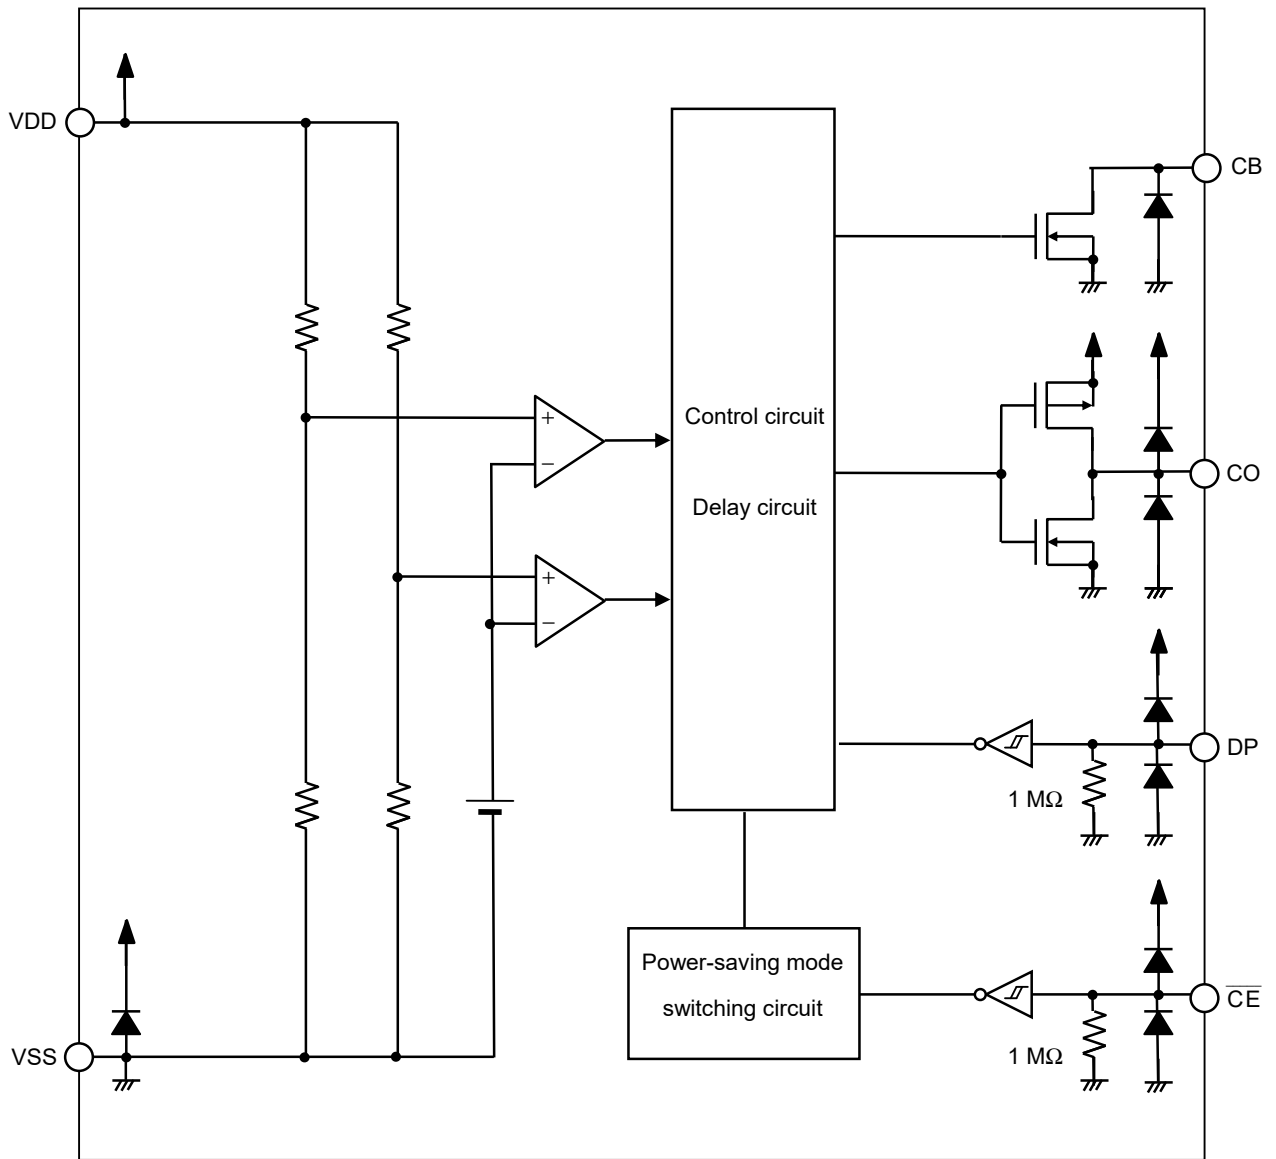 VDD
CB
+
−
Control circuit
CO
Delay circuit
+
−
DP
1 MΩ
Power-saving mode
switching circuit
CE
VSS
1 MΩ